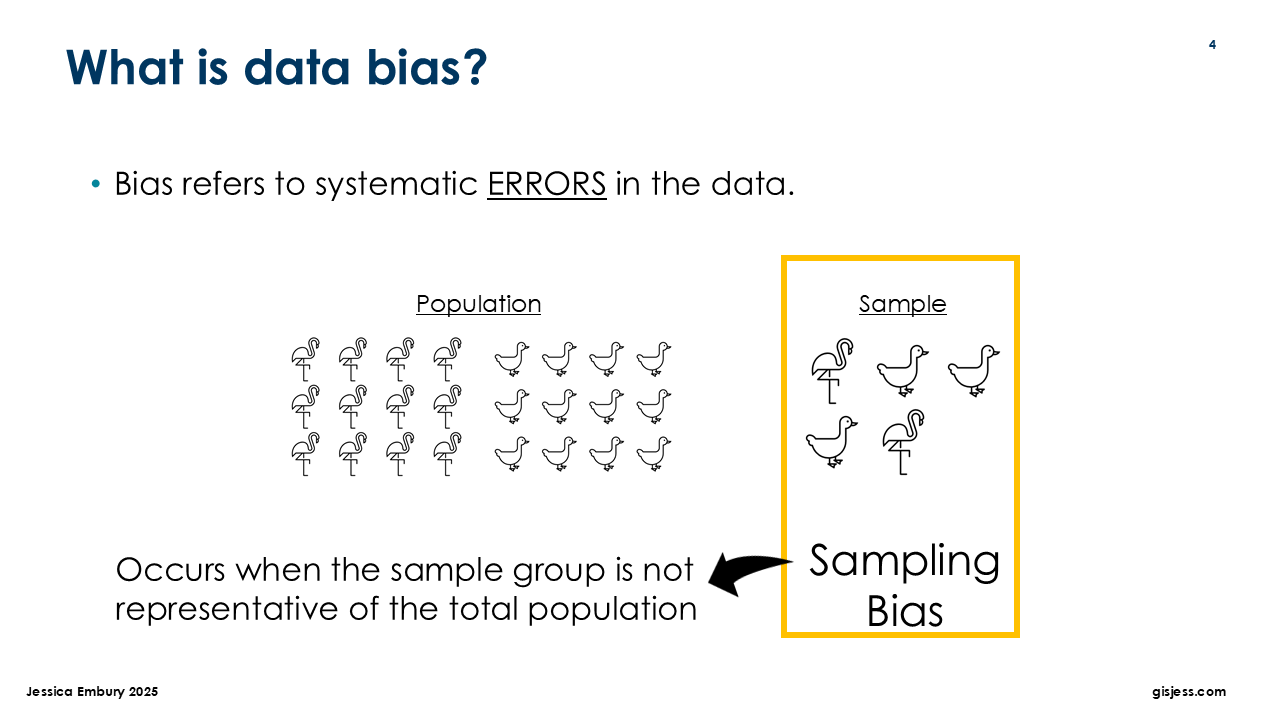 4
What is data bias?
• Bias refers to systematic ERRORS in the data.
Population
Sample
Occurs when the sample group is not
representative of the total population
Sampling
Bias
Jessica Embury 2025
gisjess.com